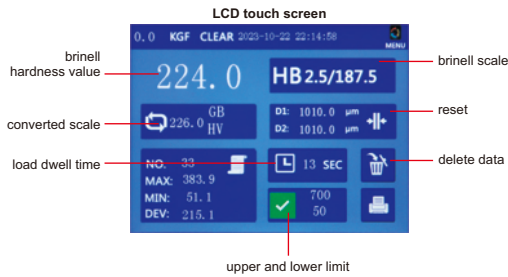 LCD touch screen
0.0 KGF CLEAR 2023-10-22 22:14:58
MENU
brinell
hardness value
224.0
HB 2.5/187.5
brinell scale
converted scale
226.0 GB
HV
D1: 1010.0 μm
D2: 1010.0 μm
reset
load dwell time
NO. 33
MAX: 383.9
MIN: 51.1
DEV: 215.1
13 SEC
delete data
700
50
upper and lower limit